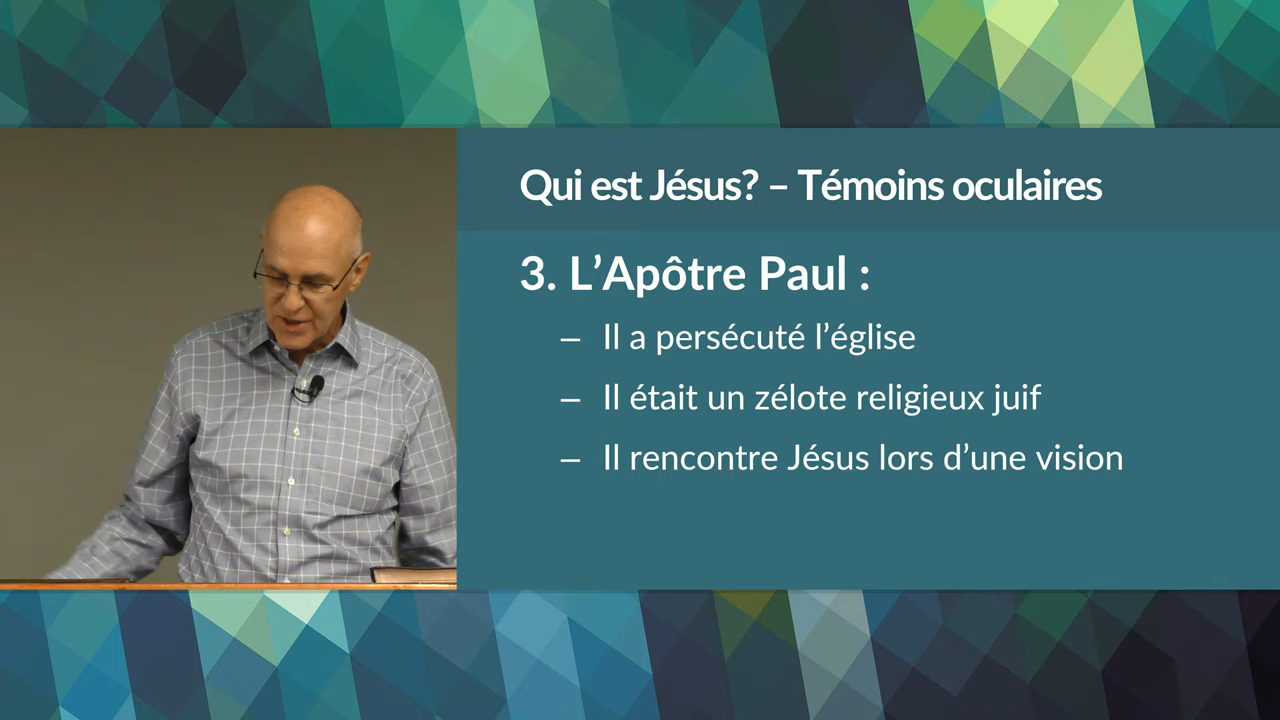 Qui est Jésus? – Témoins oculaires
3. L’Apôtre Paul :
– Il a persécuté l’église
– Il était un zélote religieux juif
– Il rencontre Jésus lors d’une vision